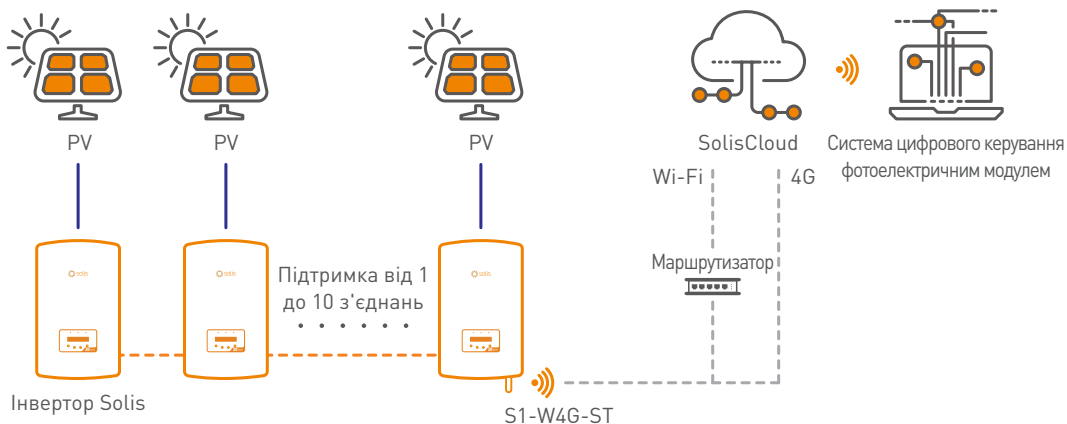 PV
PV
PV
SolisCloud
Система цифрового керування
фотоелектричним модулем
Wi-Fi
4G
Маршрутизатор
solis
solis
solis
Підтримка від 1
до 10 з'єднань
Інвертор Solis
S1-W4G-ST